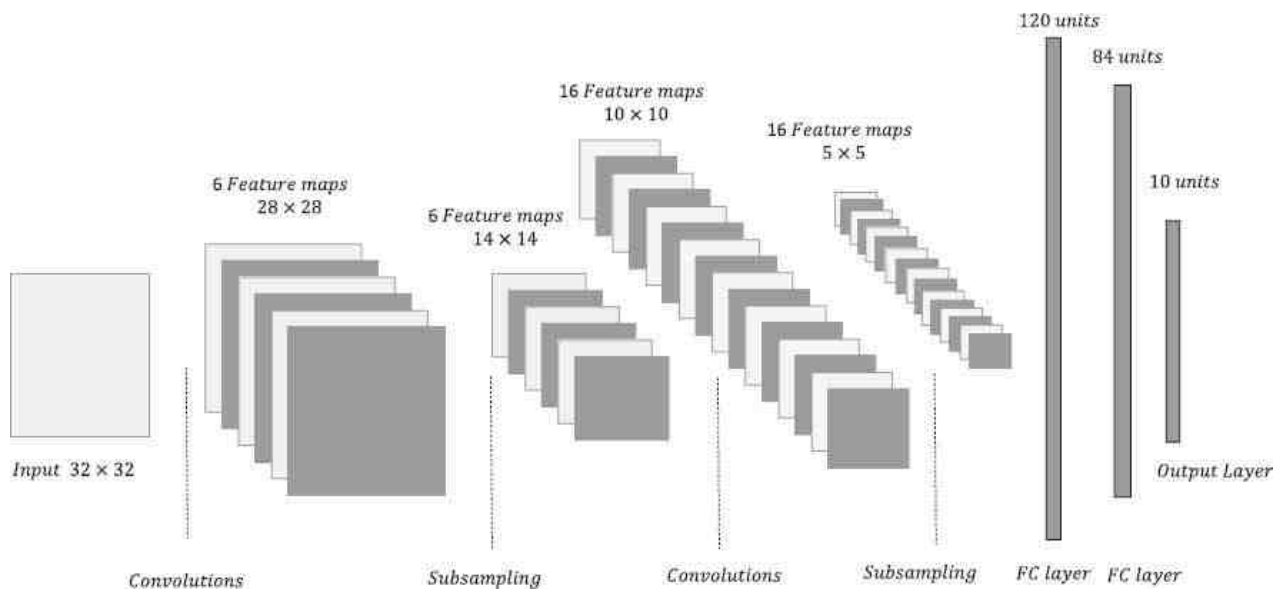 120 units
84 units
16 Feature maps
10 × 10
16 Feature maps
5 × 5
6 Feature maps
28 × 28
10 units
6 Feature maps
14 × 14
Input 32 × 32
Output Layer
Convolutions
Subsampling
Convolutions
Subsampling
FC layer
FC layer